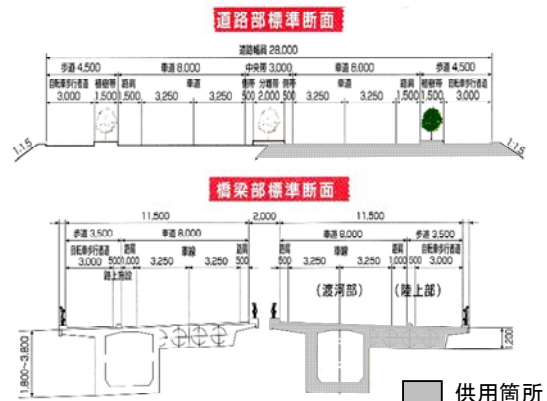 道路部標準断面
道路幅員 28,000
歩道 4,500 車道 8,000 中央帯 3,000 車道 8,000 歩道 4,500
自転車歩行者道 植樹帯 路肩 車道 側帯 分離帯 側帯 車道 路肩 植樹帯 自転車歩行者道
3,000 1,500 1,500 3,250 3,250 500 2,000 500 3,250 3,250 1,500 1,500 3,000
1:1.5 1:1.5
橋梁部標準断面
11,500 2,000 11,500
歩道 3,500 車道 8,000 車道 8,000 歩道 3,500
自転車歩行者道 路肩 車線 路肩 路肩 車線 路肩 自転車歩行者道
3,000 500 1,000 3,250 3,250 500 500 3,250 3,250 1,000 500 3,000
路上施設
(渡河部) (陸上部)
1,800~3,800
1,200
供用箇所